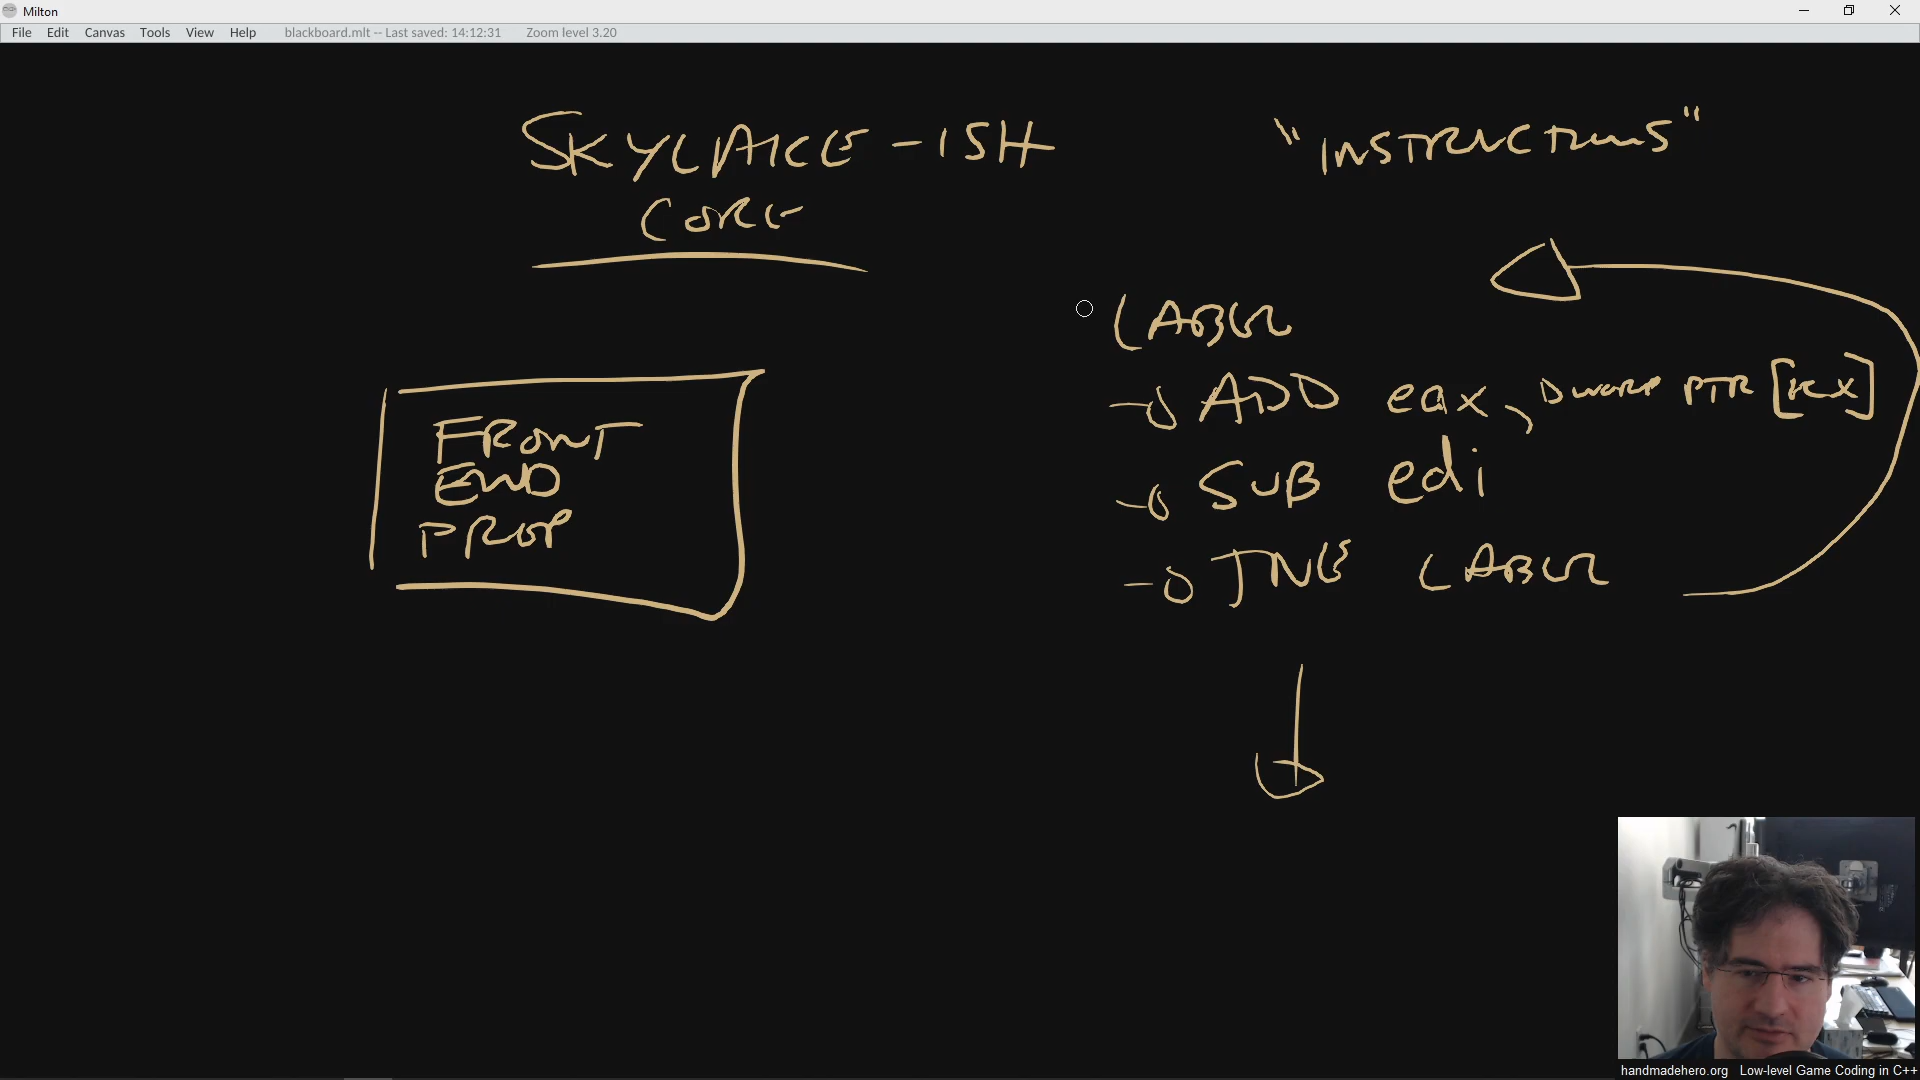 Milton
File Edit Canvas Tools View Help blackboard.mlt -- Last saved: 14:12:31 Zoom level 3.20
SKYLAKE-ISH
CORE
"INSTRUCTIONS"
LABEL
ADD eax, DWORD PTR [rcx]
SUB edi
JNE LABEL
FRONT
END
PROP
handmadehero.org Low-level Game Coding in C++